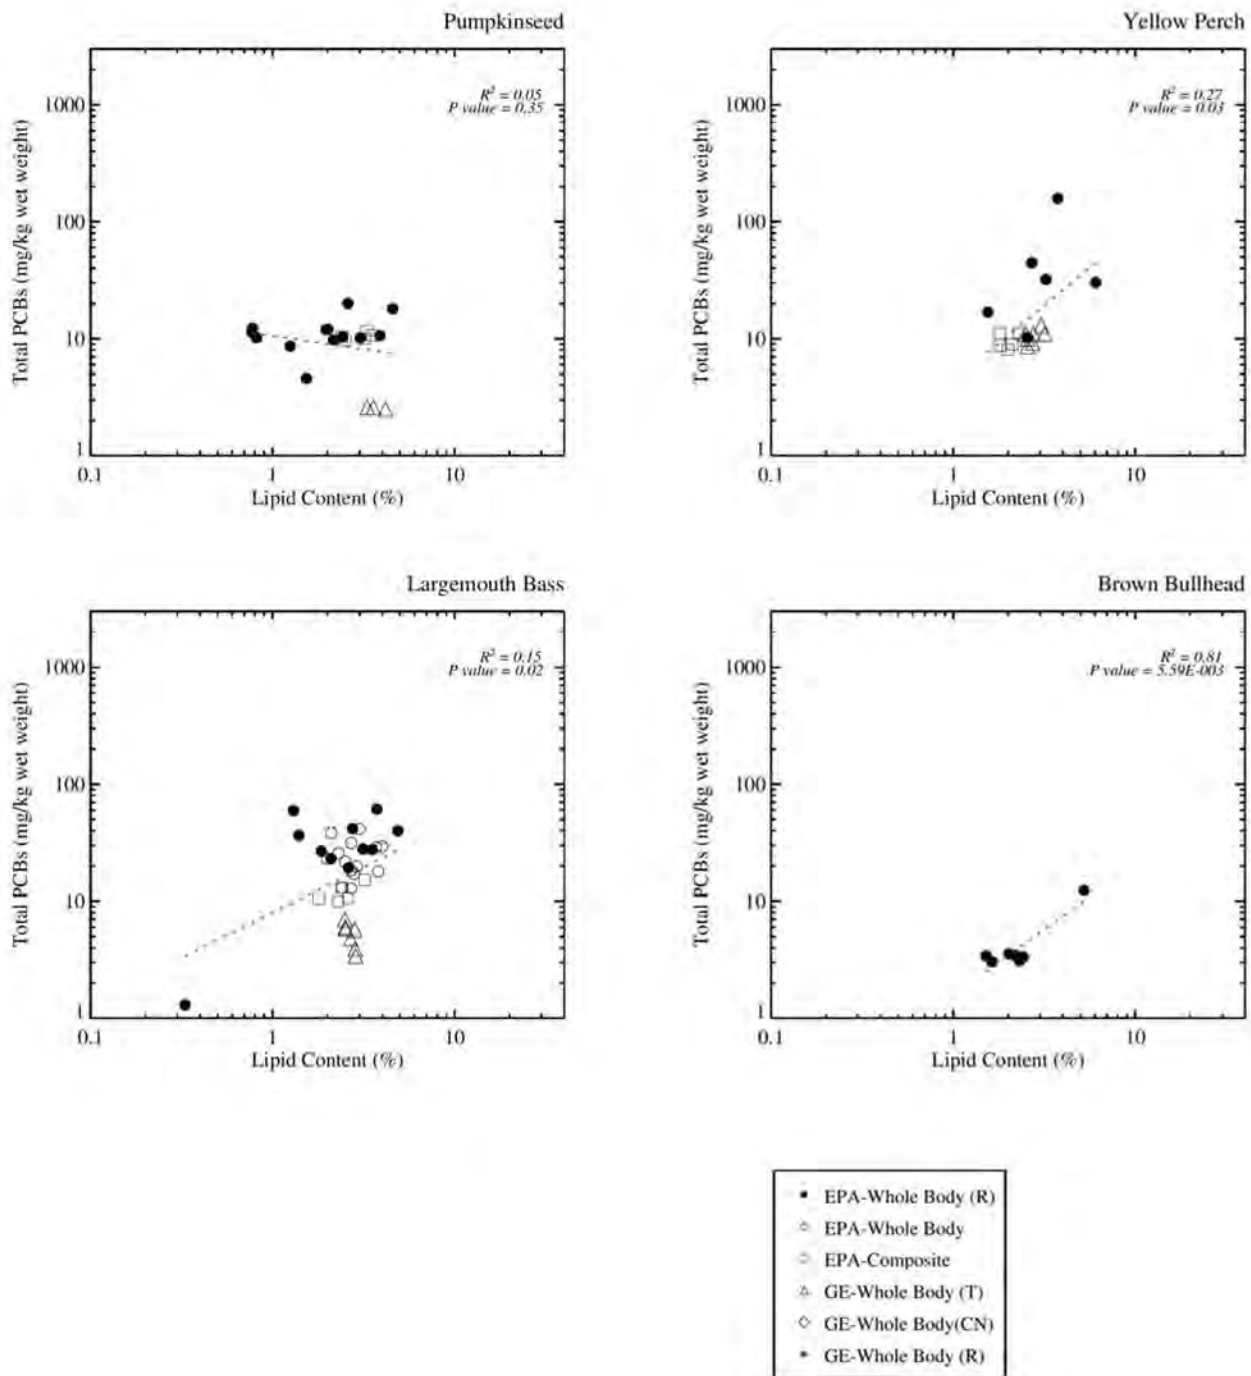 Pumpkinseed
R² = 0.05
P value = 0.35
1000
100
10
1
0.1 1 10
Total PCBs (mg/kg wet weight)
Lipid Content (%)
Yellow Perch
R² = 0.27
P value = 0.03
1000
100
10
1
0.1 1 10
Total PCBs (mg/kg wet weight)
Lipid Content (%)
Largemouth Bass
R² = 0.15
P value = 0.02
1000
100
10
1
0.1 1 10
Total PCBs (mg/kg wet weight)
Lipid Content (%)
Brown Bullhead
R² = 0.81
P value = 5.59E-003
1000
100
10
1
0.1 1 10
Total PCBs (mg/kg wet weight)
Lipid Content (%)
EPA-Whole Body (R)
EPA-Whole Body
EPA-Composite
GE-Whole Body (T)
GE-Whole Body(CN)
GE-Whole Body (R)